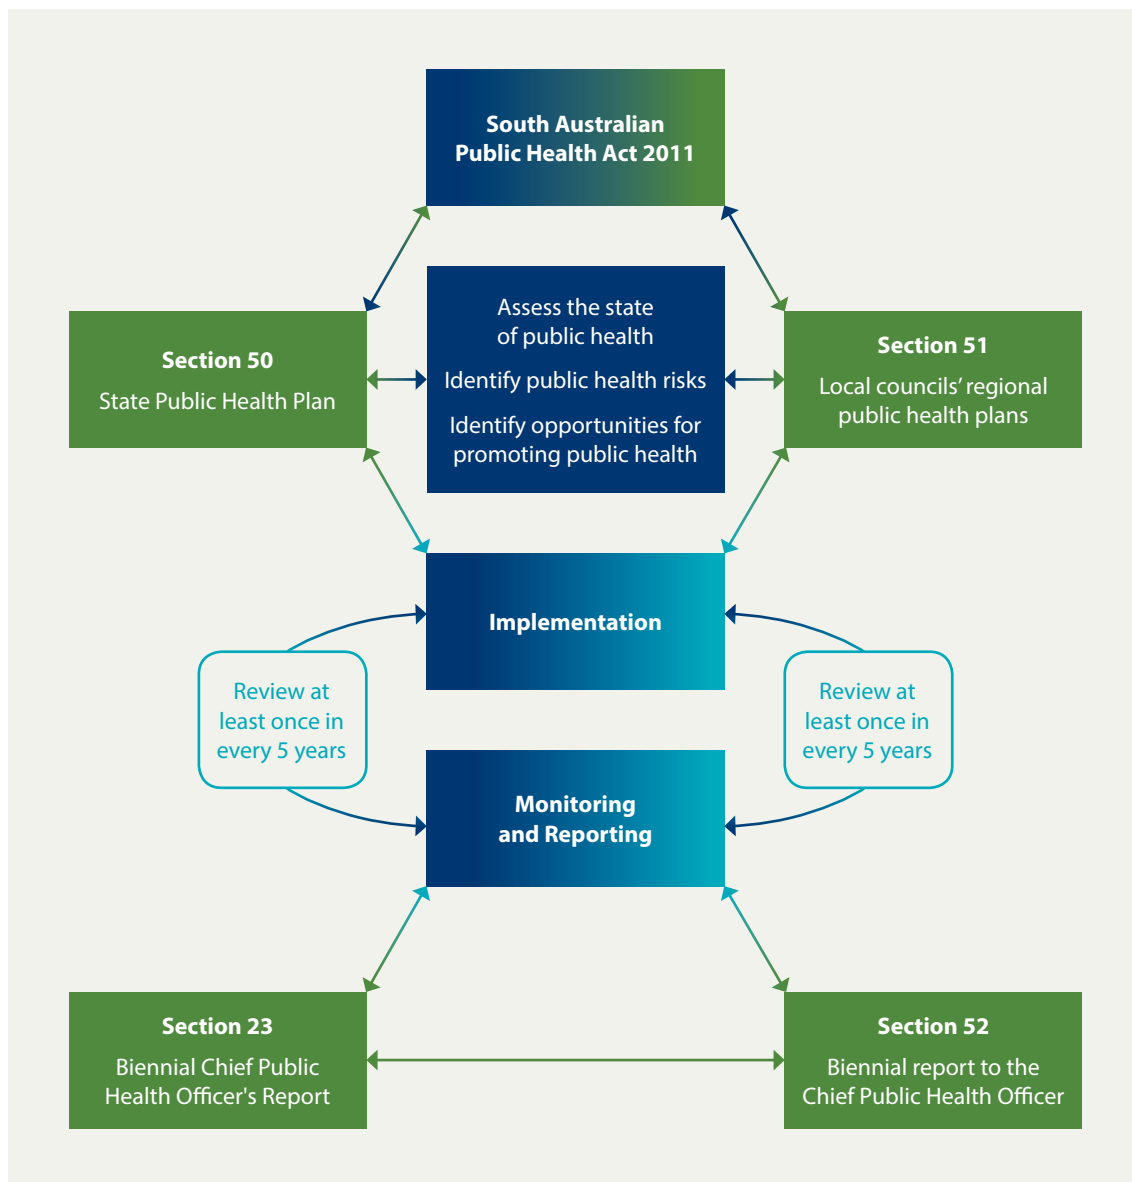 South Australian
Public Health Act 2011
Section 50
State Public Health Plan
Assess the state
of public health
Identify public health risks
Identify opportunities for
promoting public health
Section 51
Local councils' regional
public health plans
Implementation
Review at
least once in
every 5 years
Review at
least once in
every 5 years
Monitoring
and Reporting
Section 23
Biennial Chief Public
Health Officer's Report
Section 52
Biennial report to the
Chief Public Health Officer